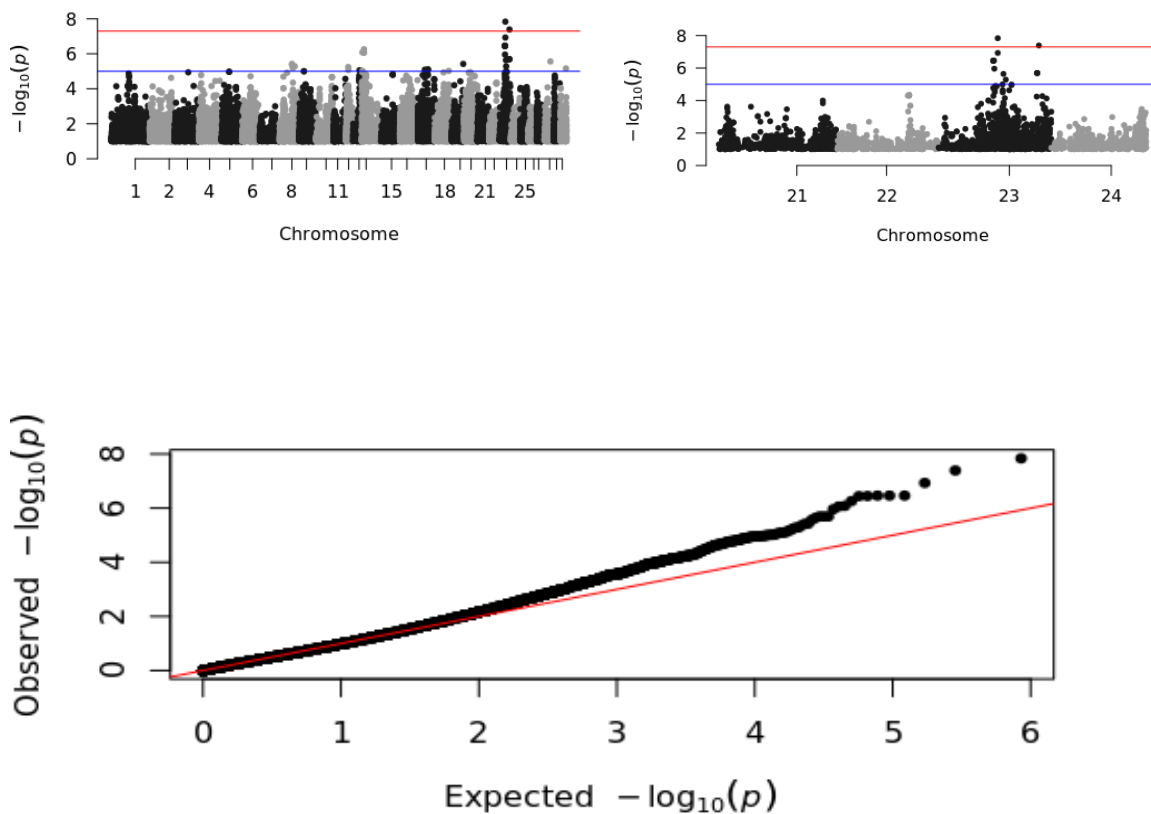 8
6
4
2
0
− log₁₀(p)
1 2 4 6 8 11 15 18 21 25
Chromosome
8
6
4
2
0
− log₁₀(p)
21 22 23 24
Chromosome
8
6
4
2
0
Observed −log₁₀(p)
0 1 2 3 4 5 6
Expected −log₁₀(p)